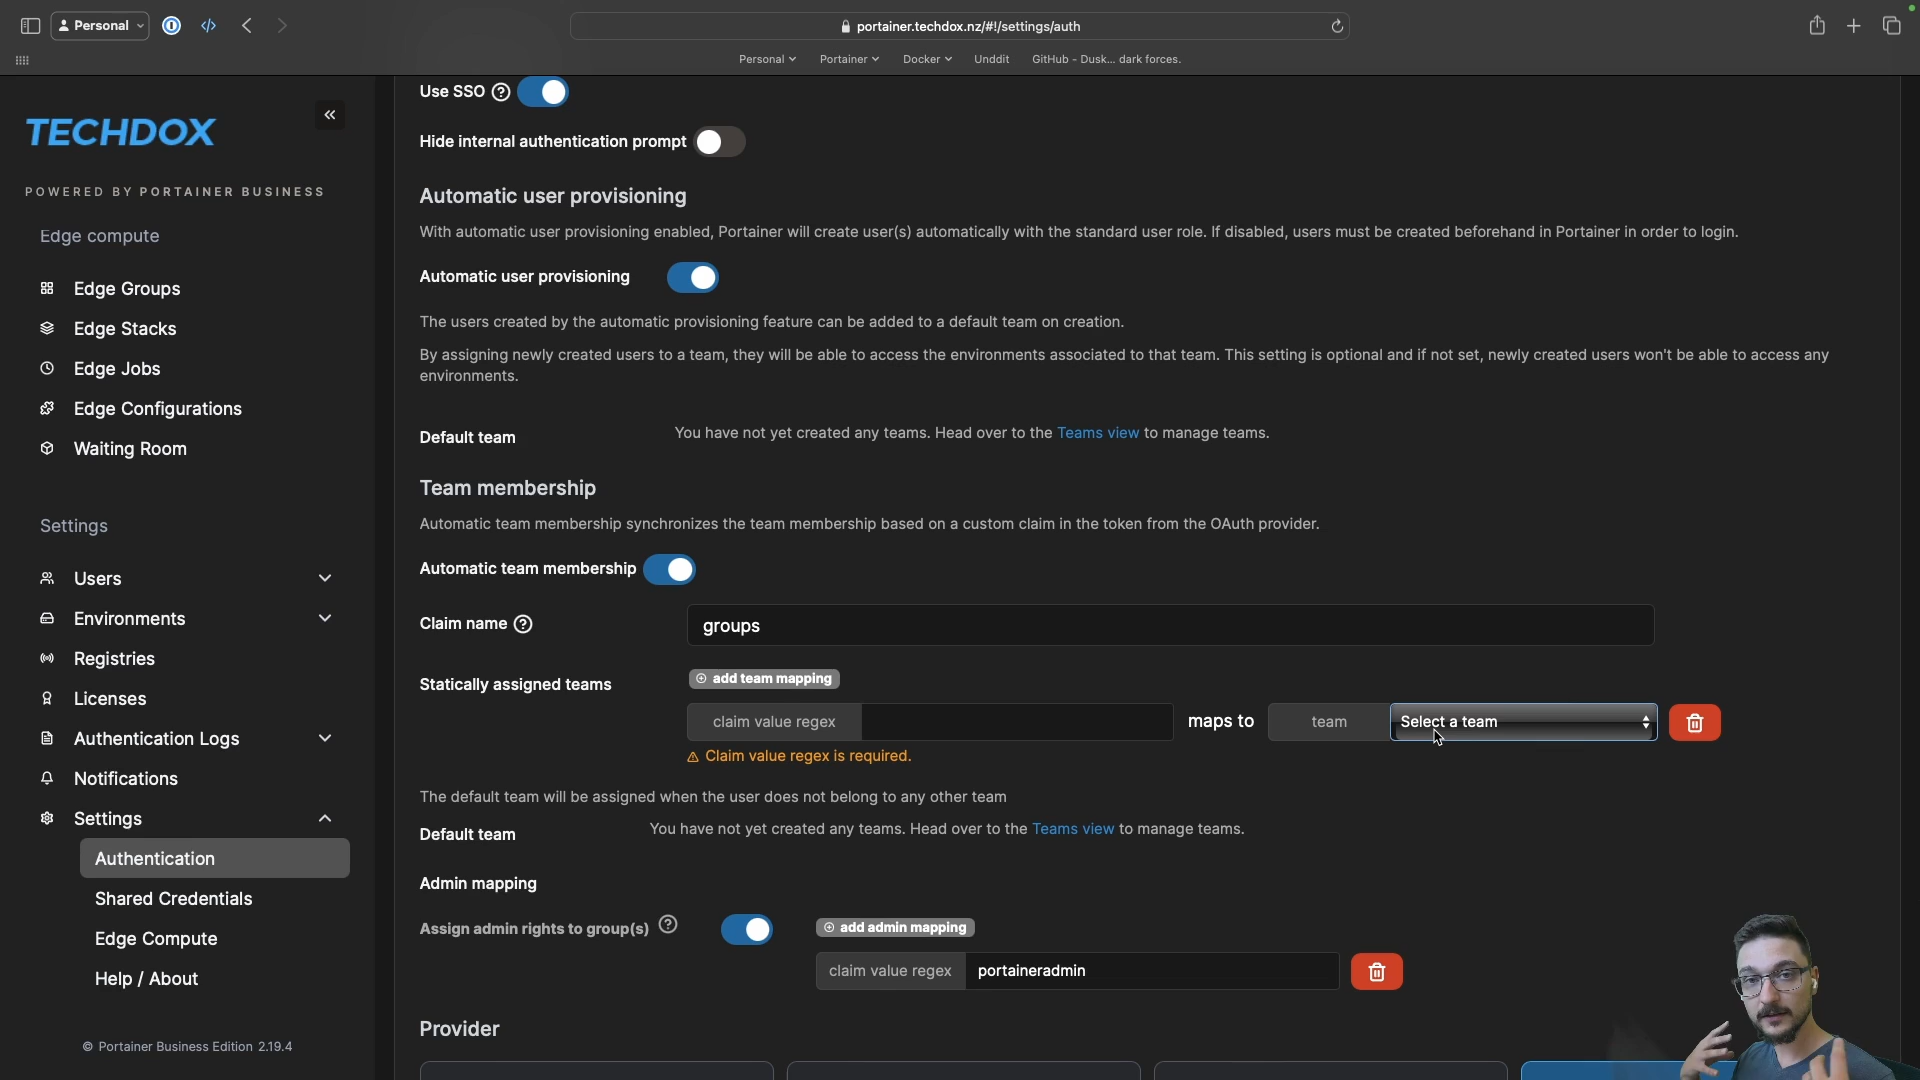 Personal
portainer.techdox.nz/#!/settings/auth
Personal
Portainer
Docker
Unddit
GitHub - Dusk... dark forces.
TECHDOX
POWERED BY PORTAINER BUSINESS
Edge compute
Edge Groups
Edge Stacks
Edge Jobs
Edge Configurations
Waiting Room
Settings
Users
Environments
Registries
Licenses
Authentication Logs
Notifications
Settings
Authentication
Shared Credentials
Edge Compute
Help / About
© Portainer Business Edition 2.19.4
Use SSO
Hide internal authentication prompt
Automatic user provisioning
With automatic user provisioning enabled, Portainer will create user(s) automatically with the standard user role. If disabled, users must be created beforehand in Portainer in order to login.
Automatic user provisioning
The users created by the automatic provisioning feature can be added to a default team on creation.
By assigning newly created users to a team, they will be able to access the environments associated to that team. This setting is optional and if not set, newly created users won't be able to access any
environments.
Default team
You have not yet created any teams. Head over to the Teams view to manage teams.
Team membership
Automatic team membership synchronizes the team membership based on a custom claim in the token from the OAuth provider.
Automatic team membership
Claim name
groups
Statically assigned teams
add team mapping
claim value regex
maps to
team
Select a team
Claim value regex is required.
The default team will be assigned when the user does not belong to any other team
Default team
You have not yet created any teams. Head over to the Teams view to manage teams.
Admin mapping
Assign admin rights to group(s)
add admin mapping
claim value regex
portaineradmin
Provider